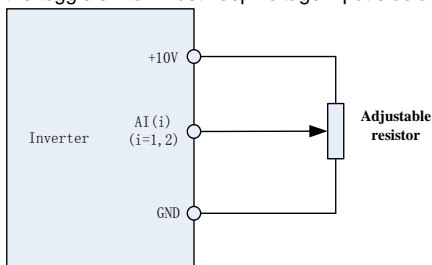 +10V
AI(i)
(i=1,2)
Inverter
GND
Adjustable
resistor